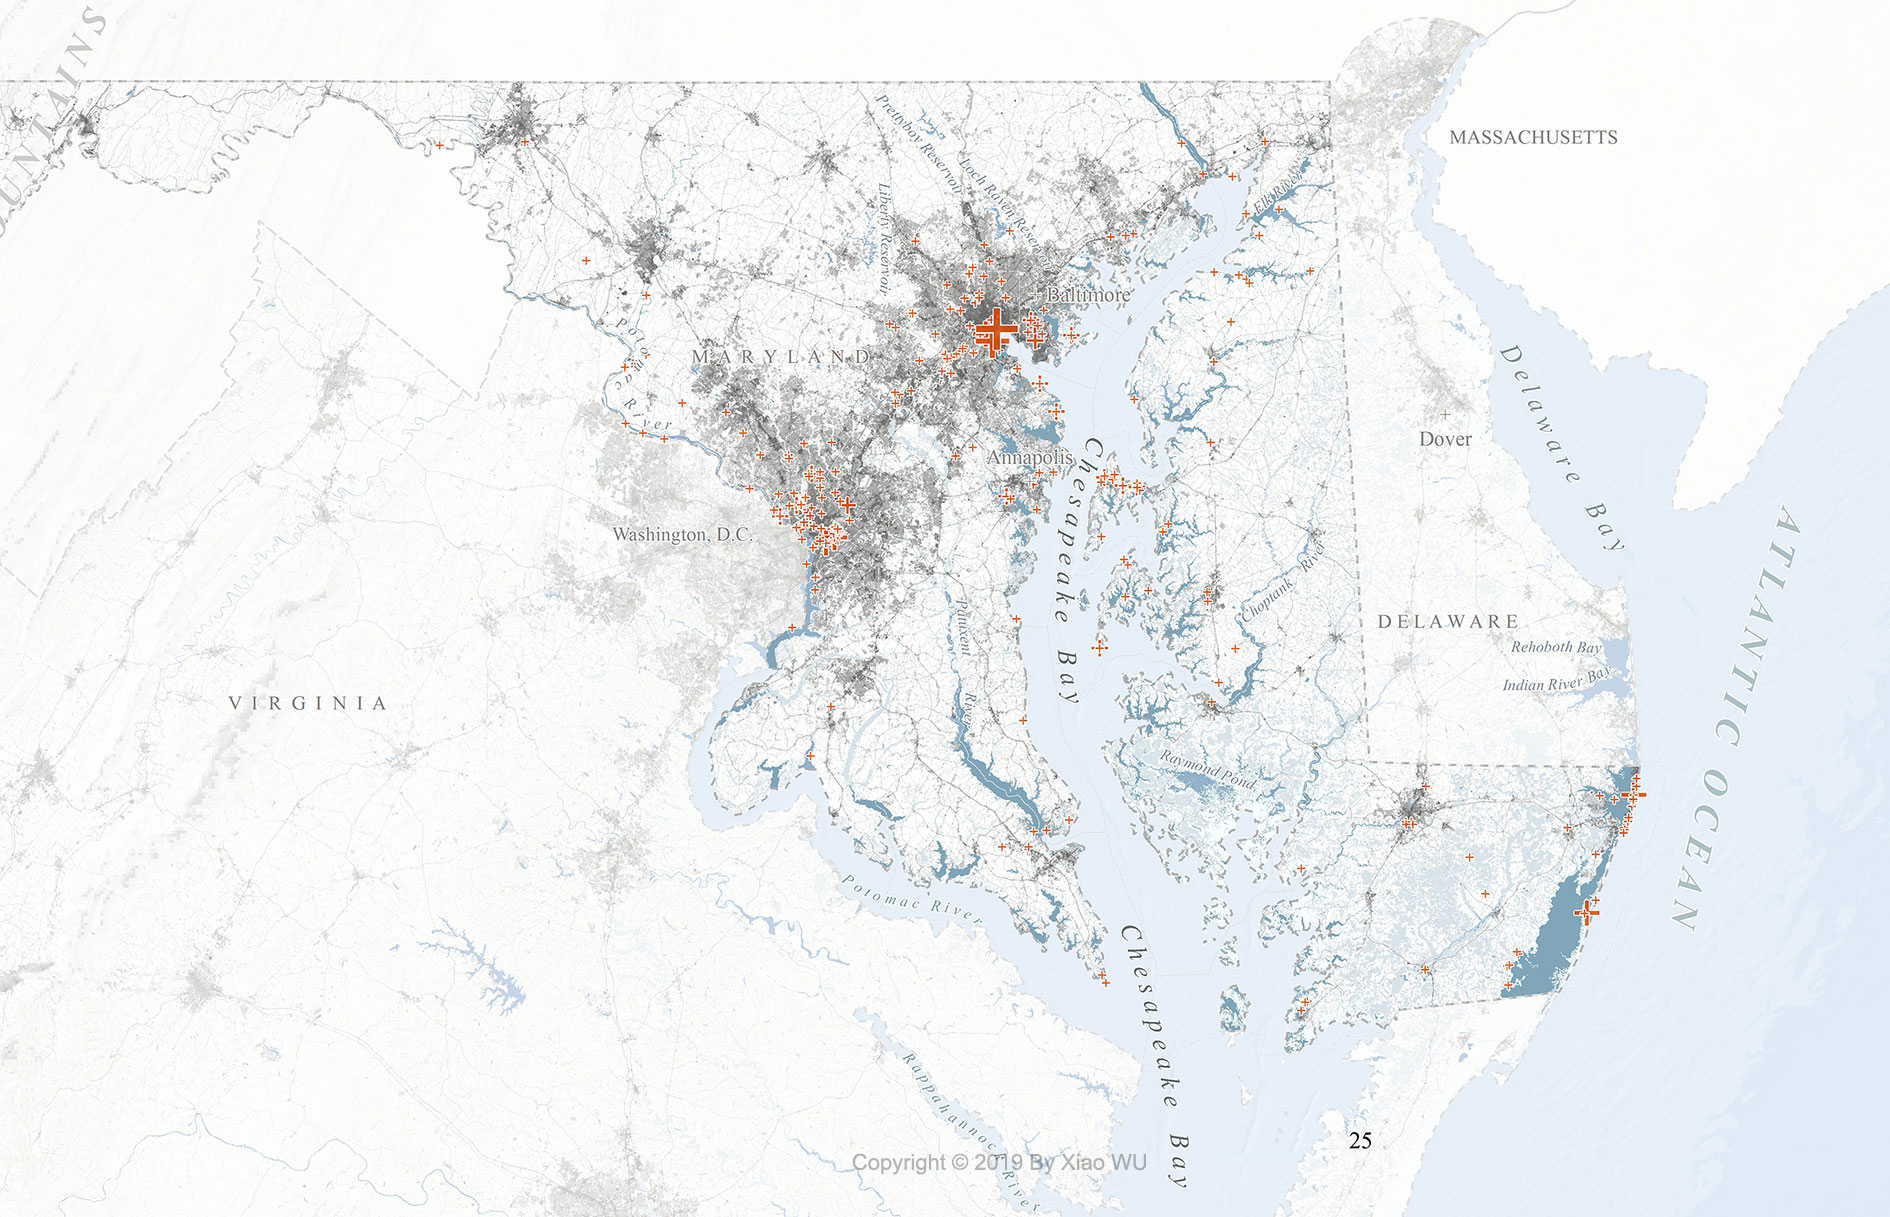 MOUNTAINS
MASSACHUSETTS
Prettyboy Reservoir
Loch Raven Reservoir
Liberty Reservoir
Elk River
Baltimore
MARYLAND
Potomac River
Delaware Bay
Dover
Annapolis
Chesapeake Bay
Washington, D.C.
ATLANTIC OCEAN
Choptank River
Patuxent River
DELAWARE
Rehoboth Bay
Indian River Bay
VIRGINIA
Raymond Pond
Potomac River
Chesapeake Bay
Rappahannock River
25
Copyright © 2019 By Xiao WU